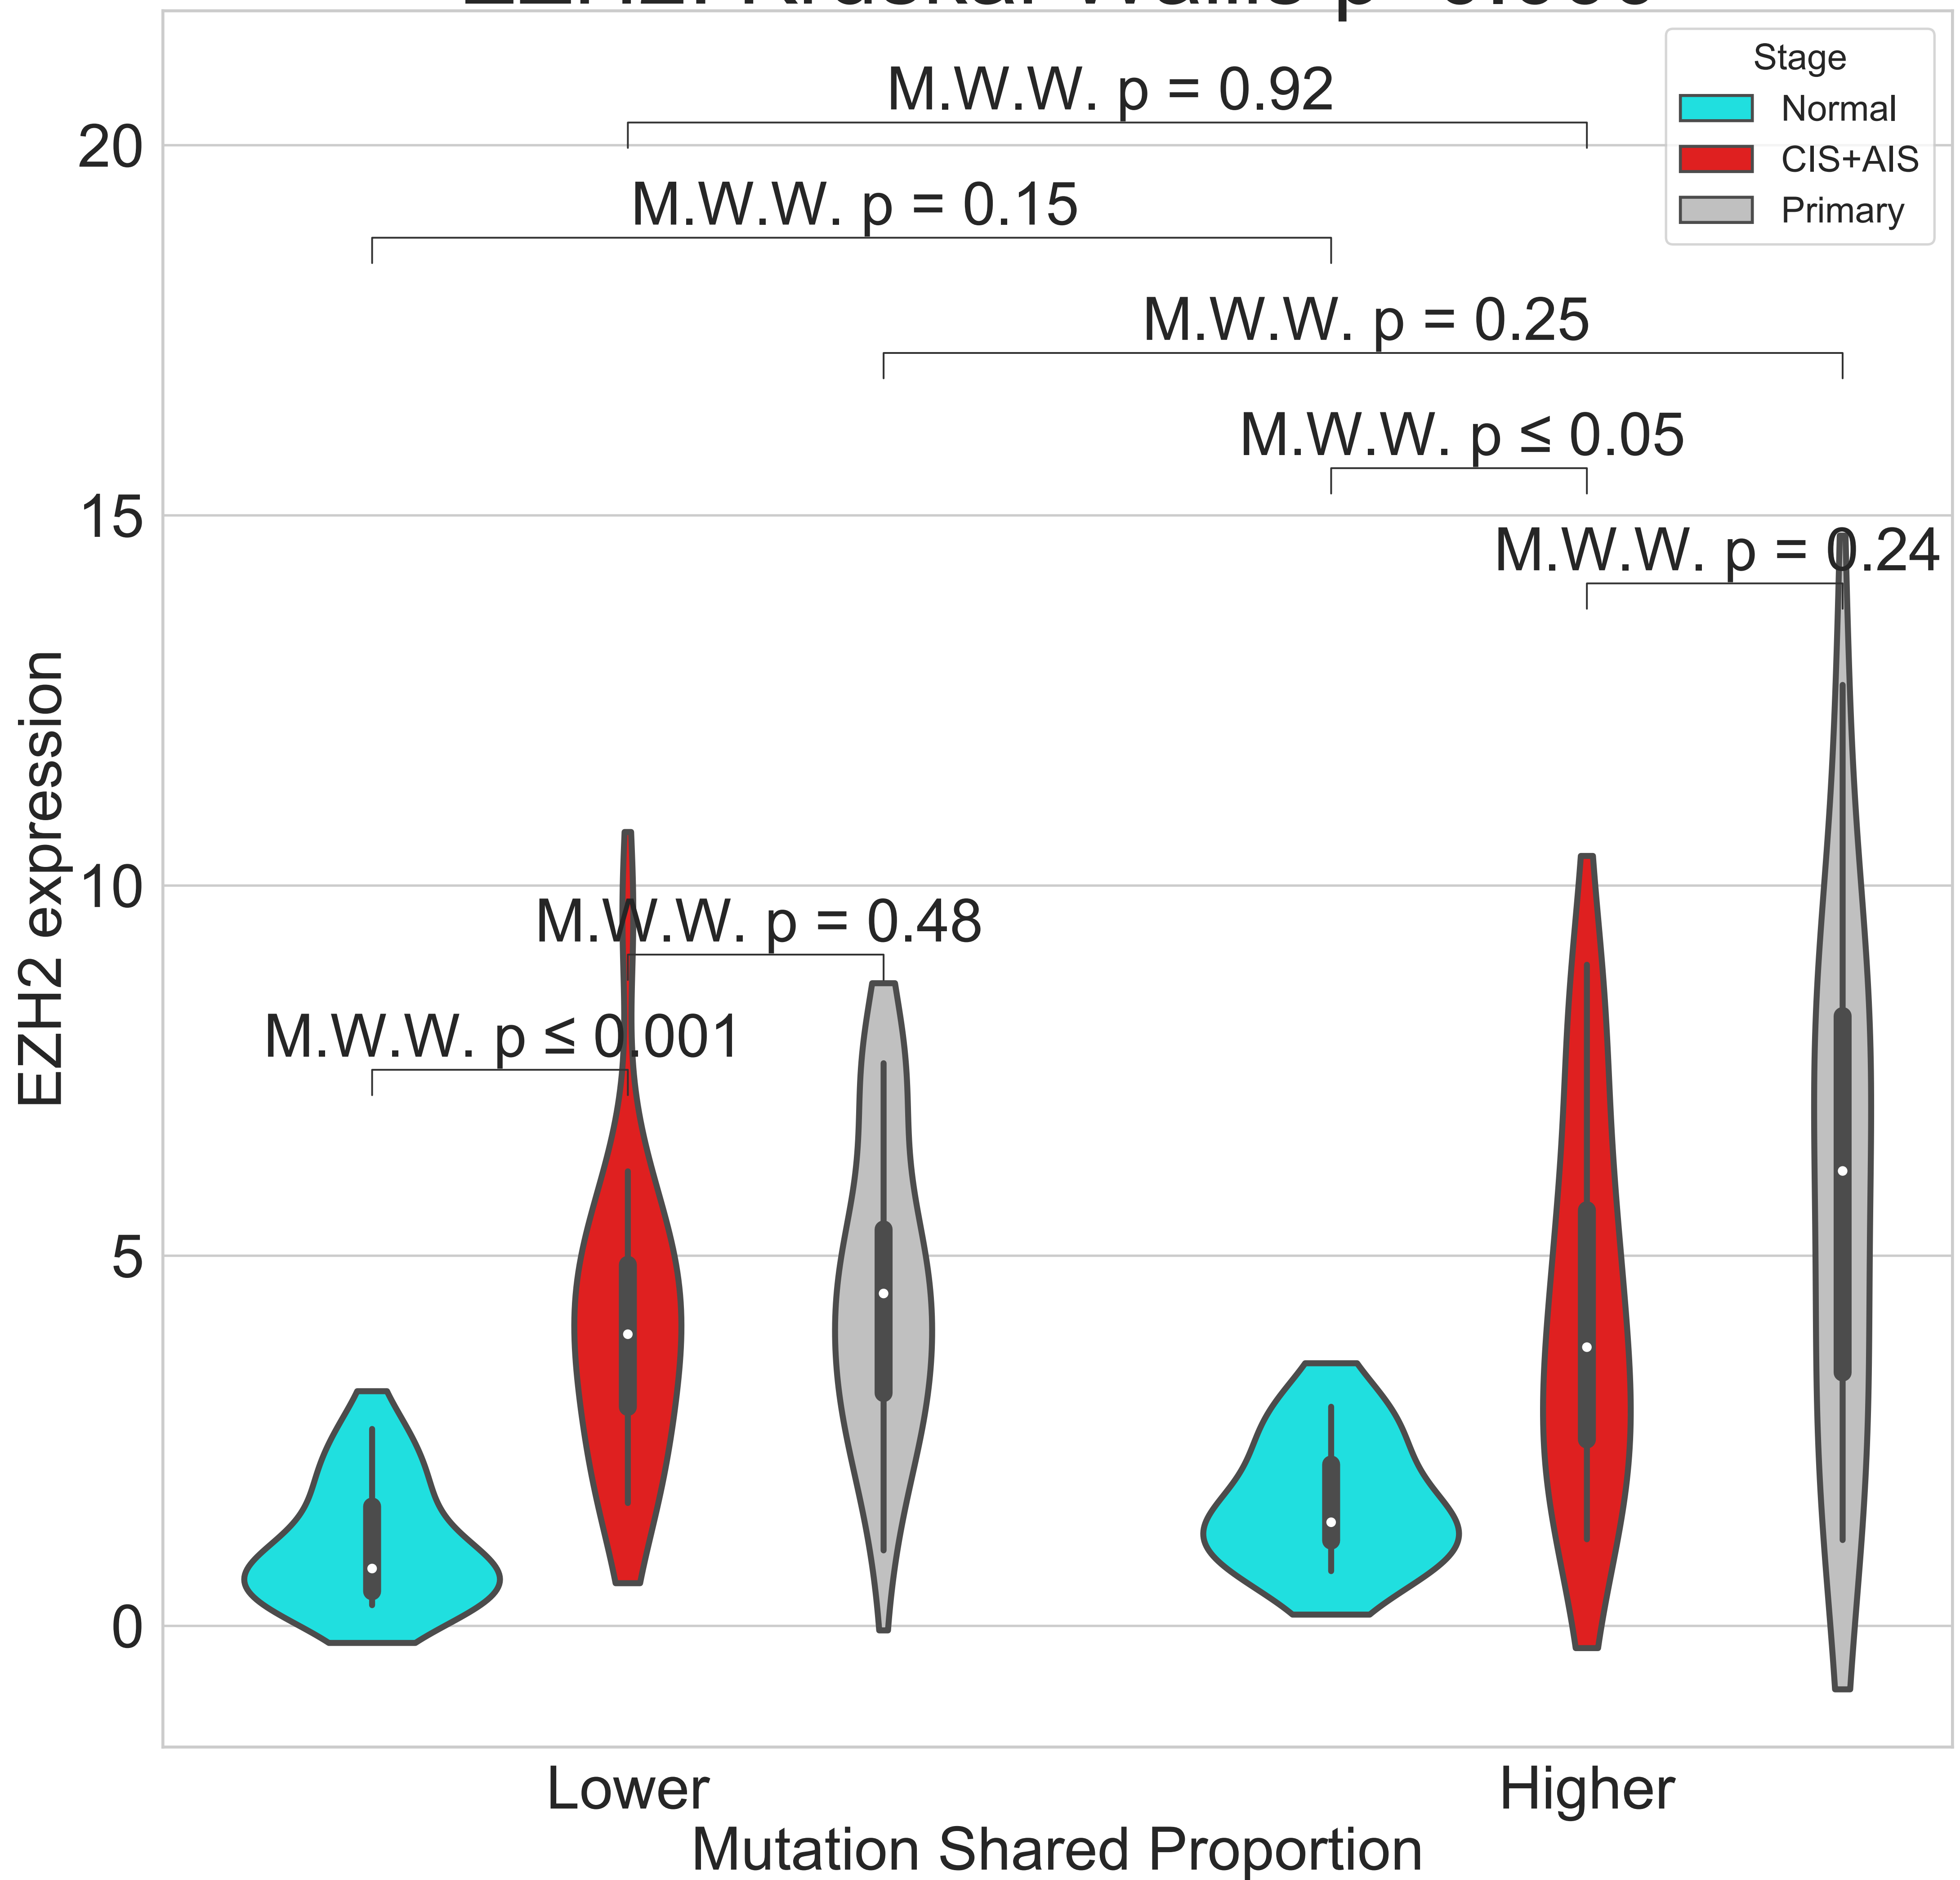 M.W.W. p = 0.92
Stage
Normal
CIS+AIS
Primary
20
M.W.W. p = 0.15
M.W.W. p = 0.25
M.W.W. p ≤ 0.05
15
M.W.W. p = 0.24
EZH2 expression
10
M.W.W. p = 0.48
M.W.W. p ≤ 0.001
5
0
Lower
Higher
Mutation Shared Proportion